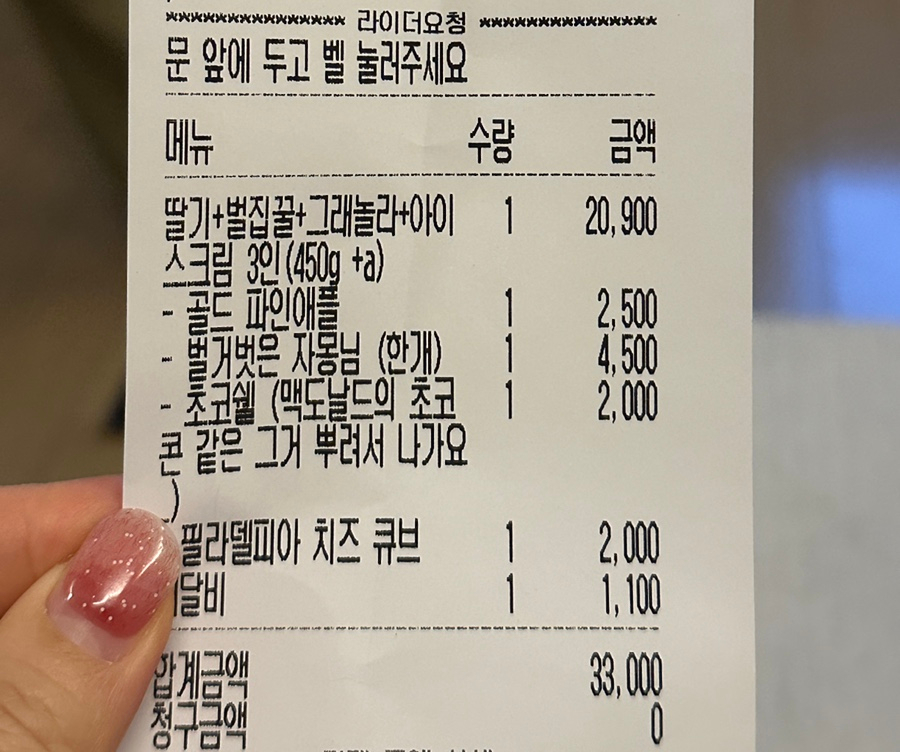 ******************* 라이더요청 *******************
문 앞에 두고 벨 눌러주세요
메뉴 수량 금액
딸기+벌집꿀+그래놀라+아이 1 20,900
스크림 3인(450g +a)
- 골드 파인애플 1 2,500
- 벌거벗은 자몽님 (한개) 1 4,500
- 초코쉘 (맥도날드의 초코 1 2,000
콘 같은 그거 뿌려서 나가요
)
필라델피아 치즈 큐브 1 2,000
달비 1 1,100
합계금액 33,000
청구금액 0